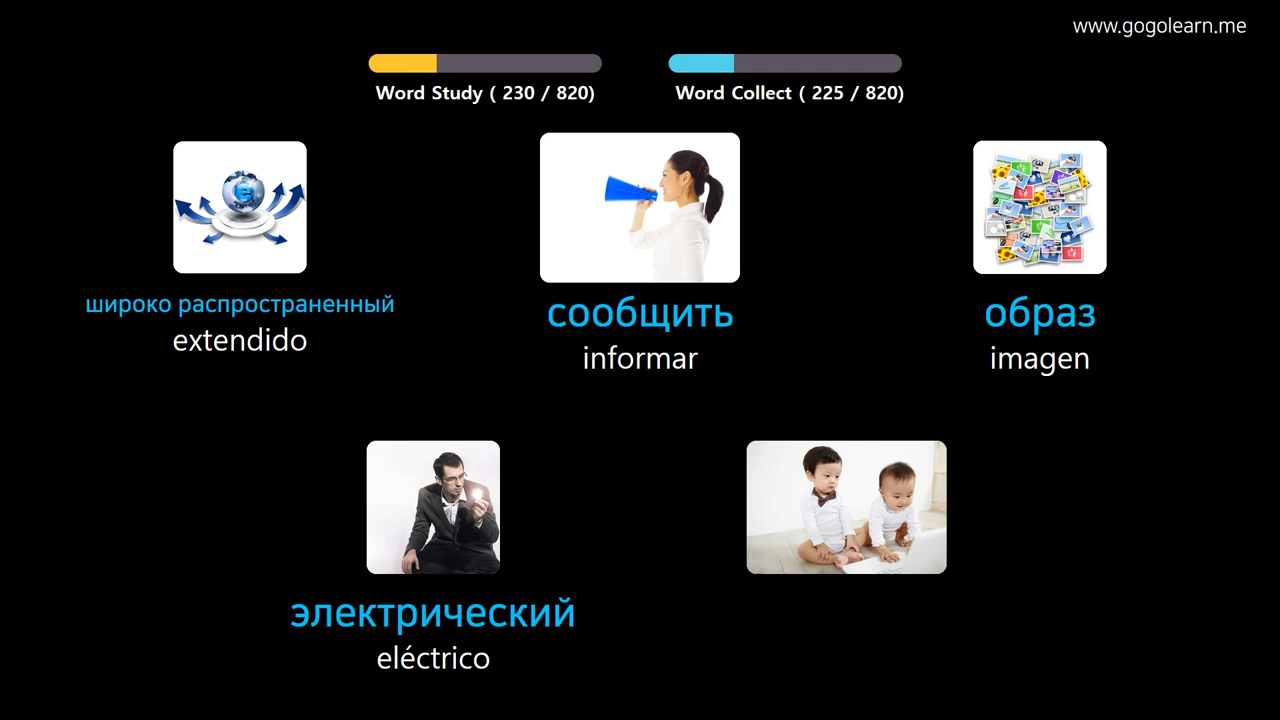 www.gogolearn.me
Word Study ( 230 / 820)
Word Collect ( 225 / 820)
широко распространенный
extendido
сообщить
informar
образ
imagen
электрический
eléctrico